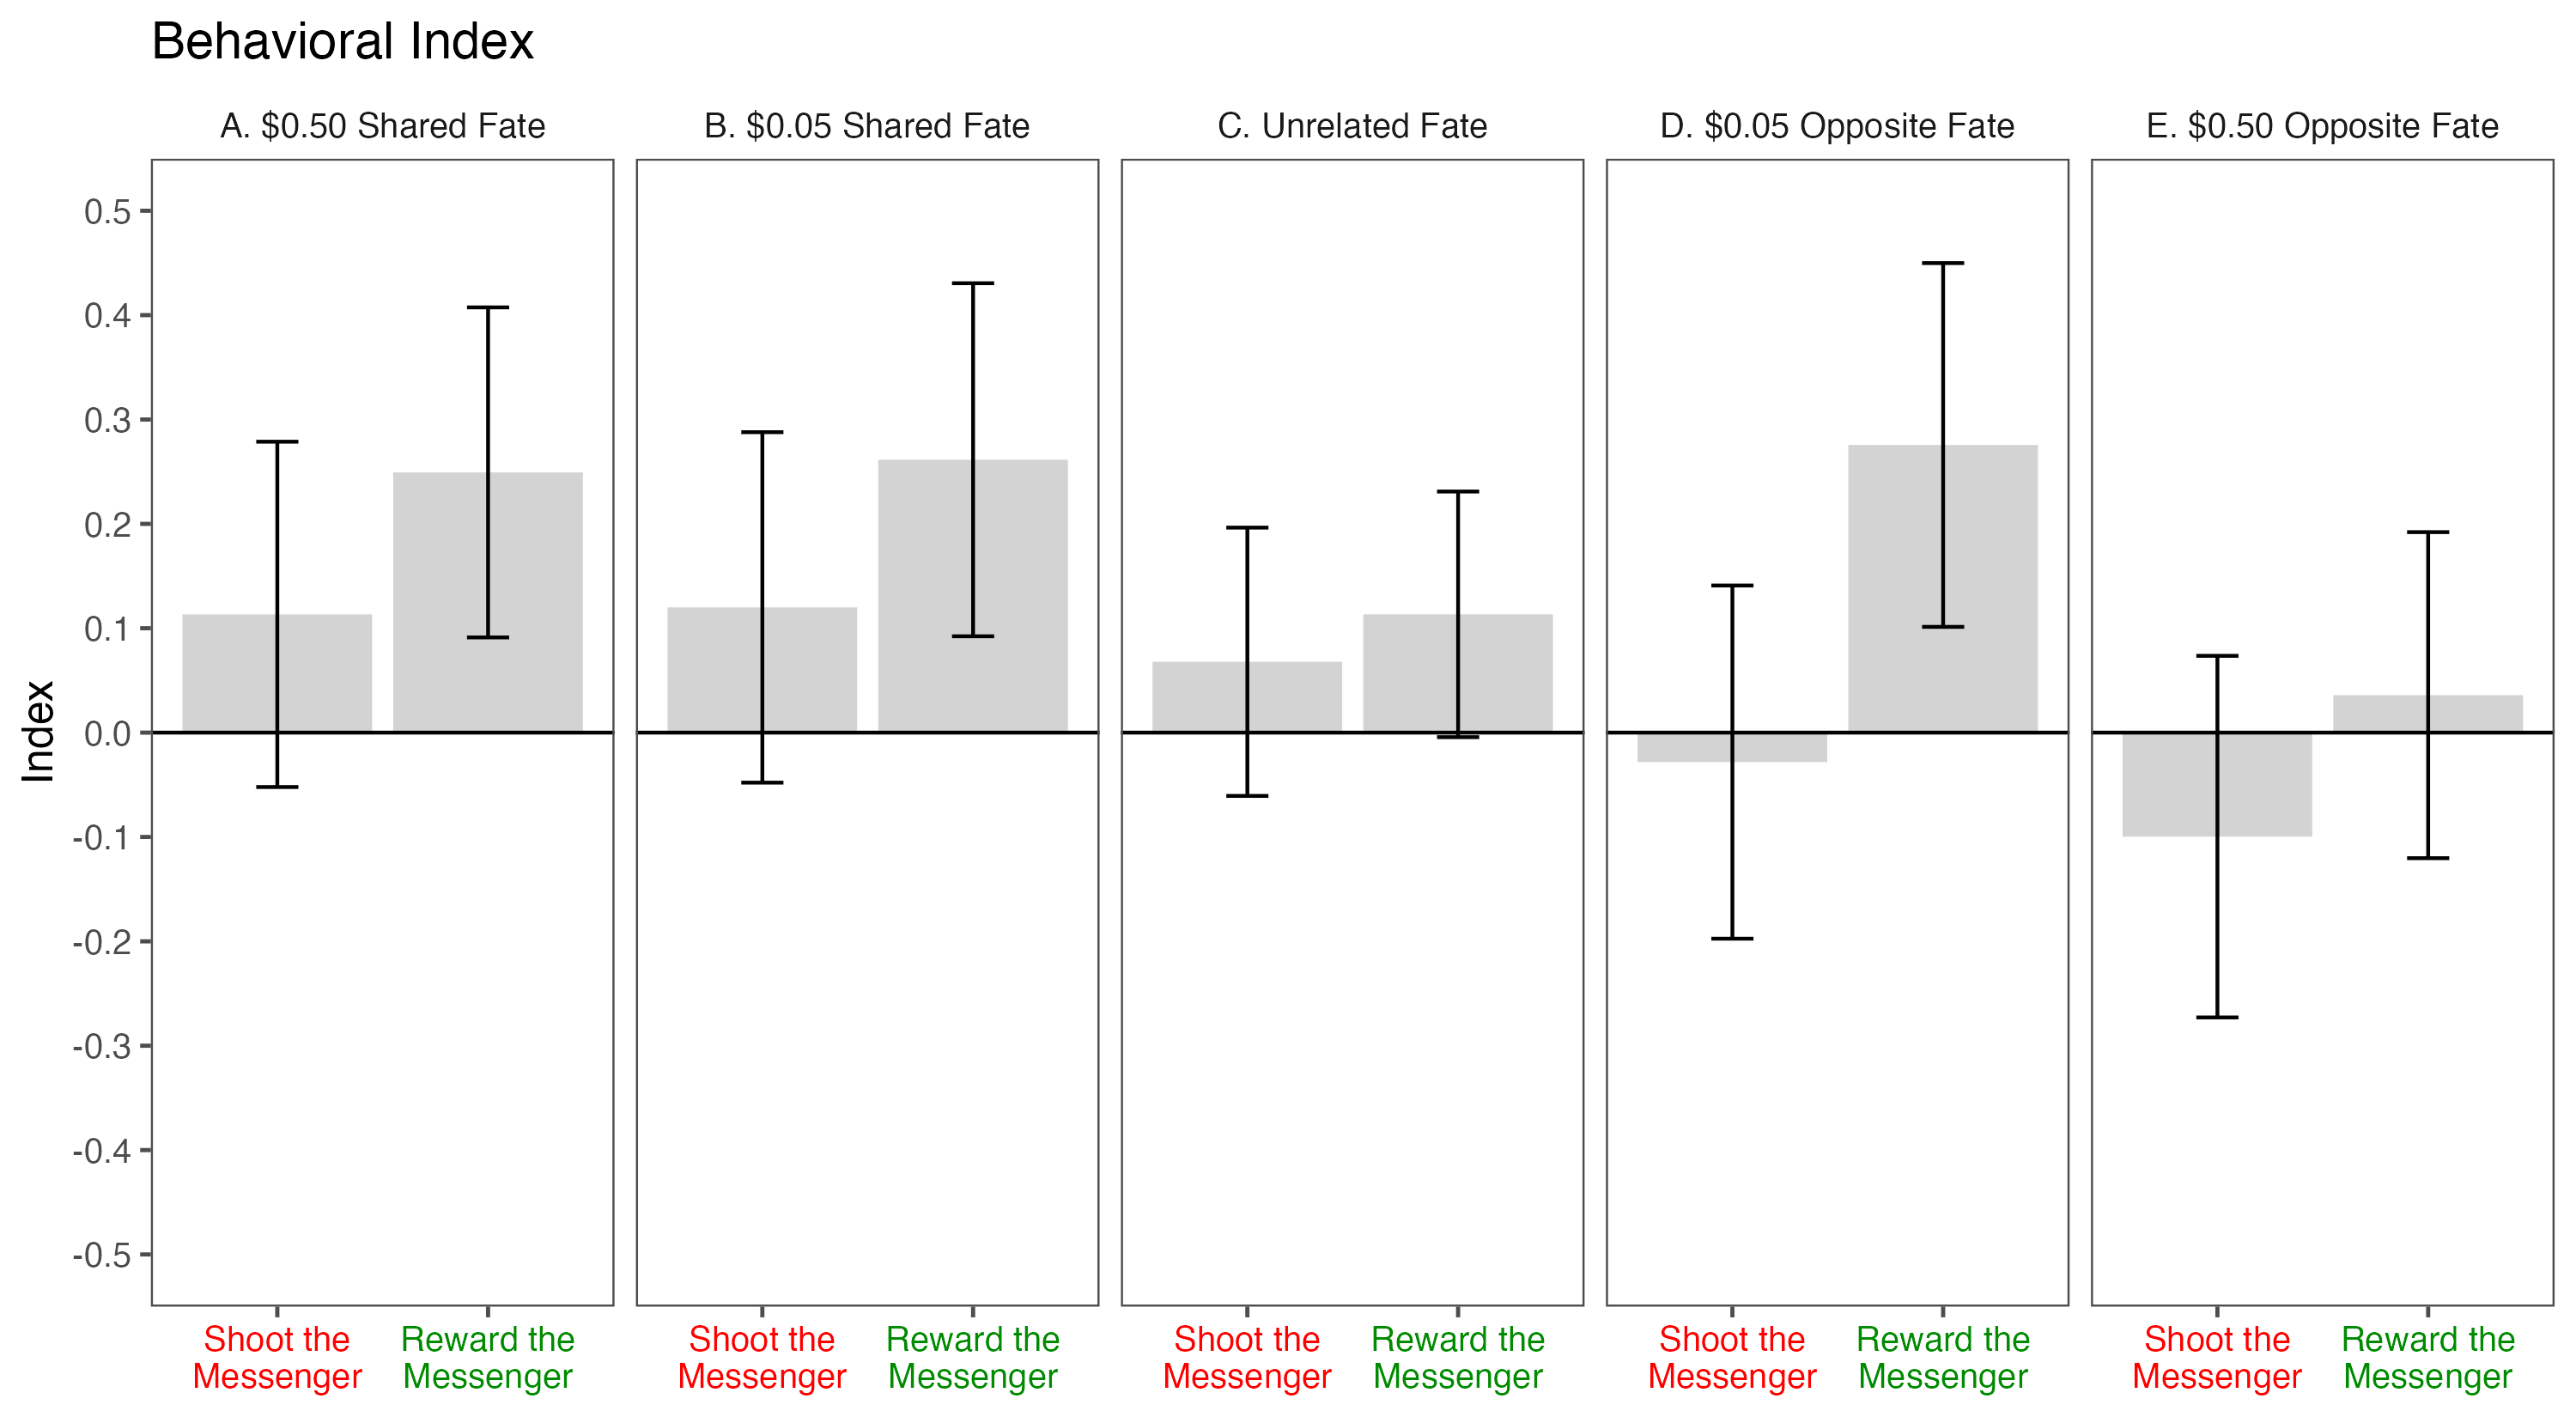 Behavioral Index
A. $0.50 Shared Fate
B. $0.05 Shared Fate
C. Unrelated Fate
D. $0.05 Opposite Fate
E. $0.50 Opposite Fate
Index
0.5
0.4
0.3
0.2
0.1
0.0
-0.1
-0.2
-0.3
-0.4
-0.5
Shoot the
Messenger
Reward the
Messenger
Shoot the
Messenger
Reward the
Messenger
Shoot the
Messenger
Reward the
Messenger
Shoot the
Messenger
Reward the
Messenger
Shoot the
Messenger
Reward the
Messenger